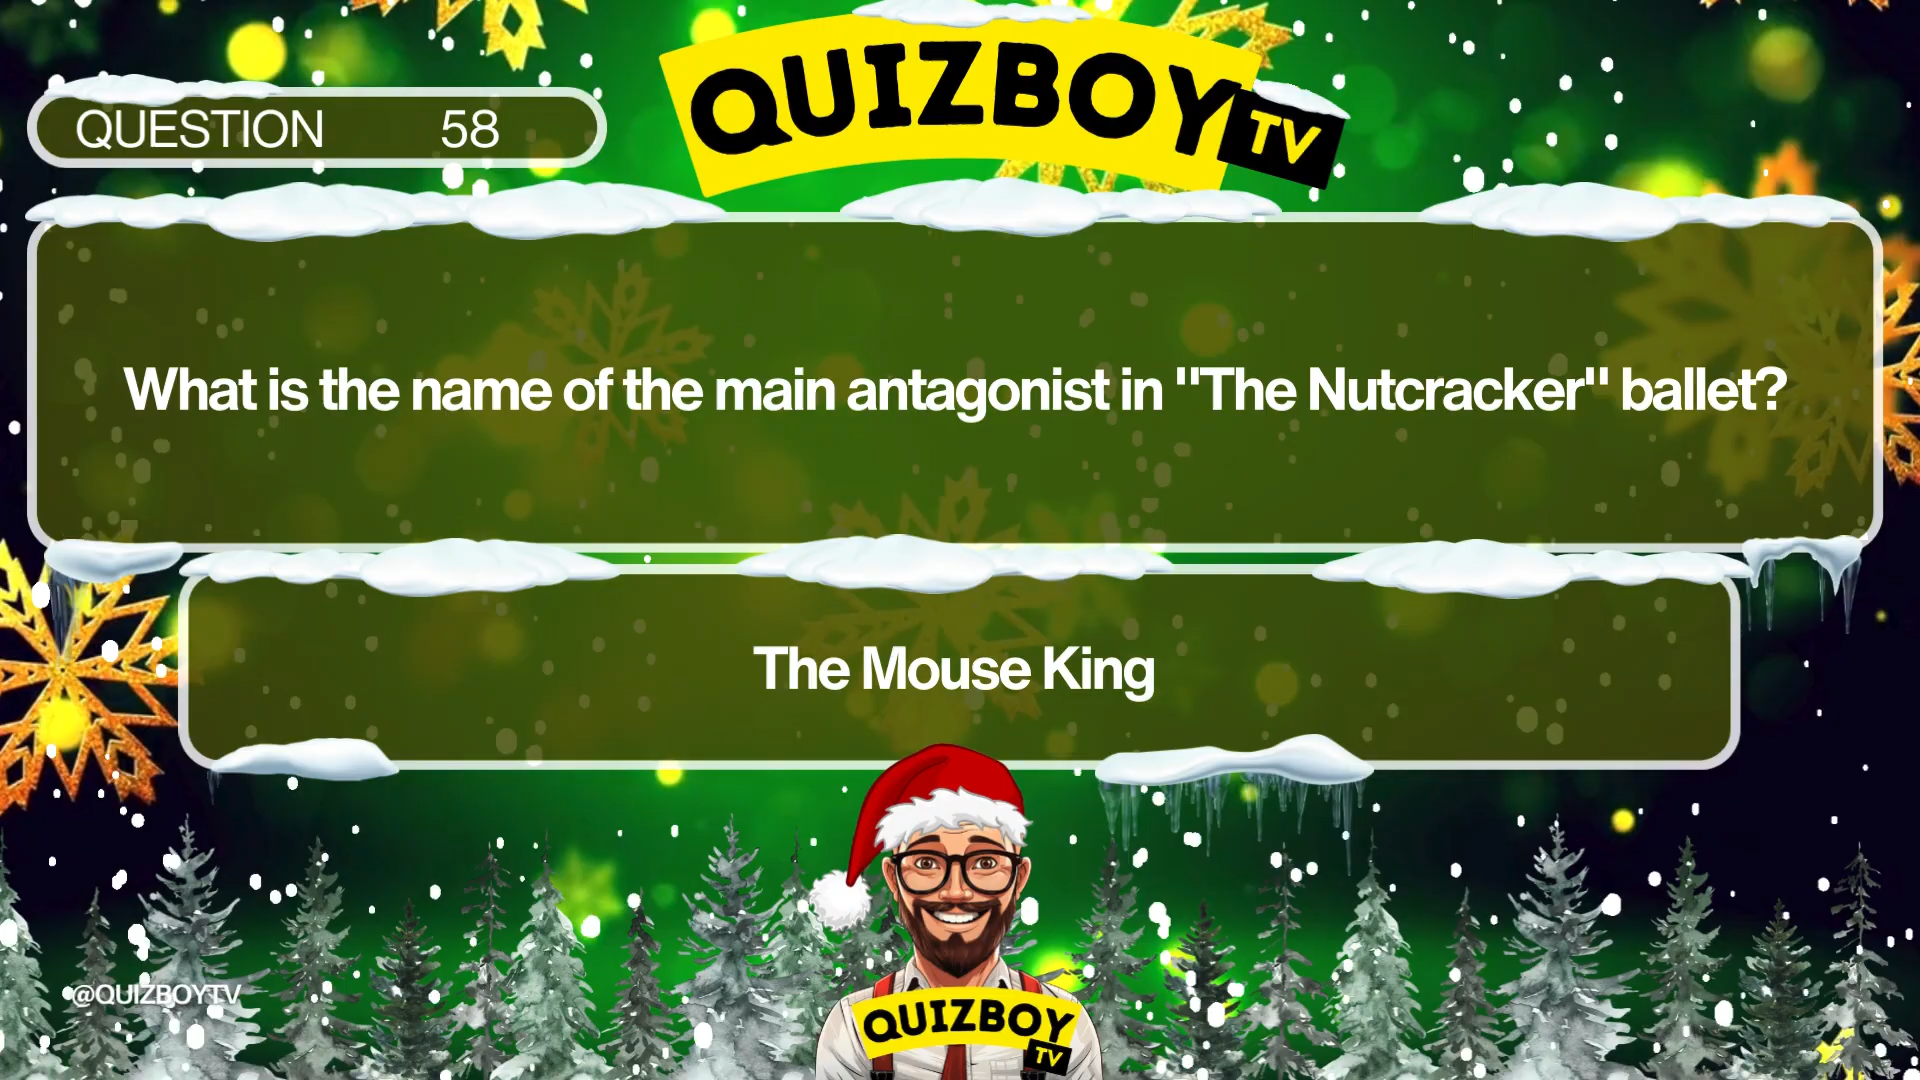 QUIZBOY TV
QUESTION 58
What is the name of the main antagonist in "The Nutcracker" ballet?
The Mouse King
@QUIZBOYTV
QUIZBOY
TV